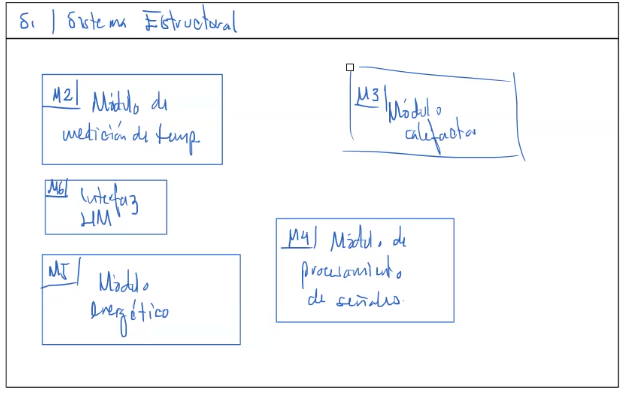 S1 | Sistema Estructural
M2 | Módulo de
medición de temp
M3 | Módulo
calefactor
M6 | Interfaz
HM
M4 | Módulo de
procesamiento
de señales.
M5 | Módulo
energético